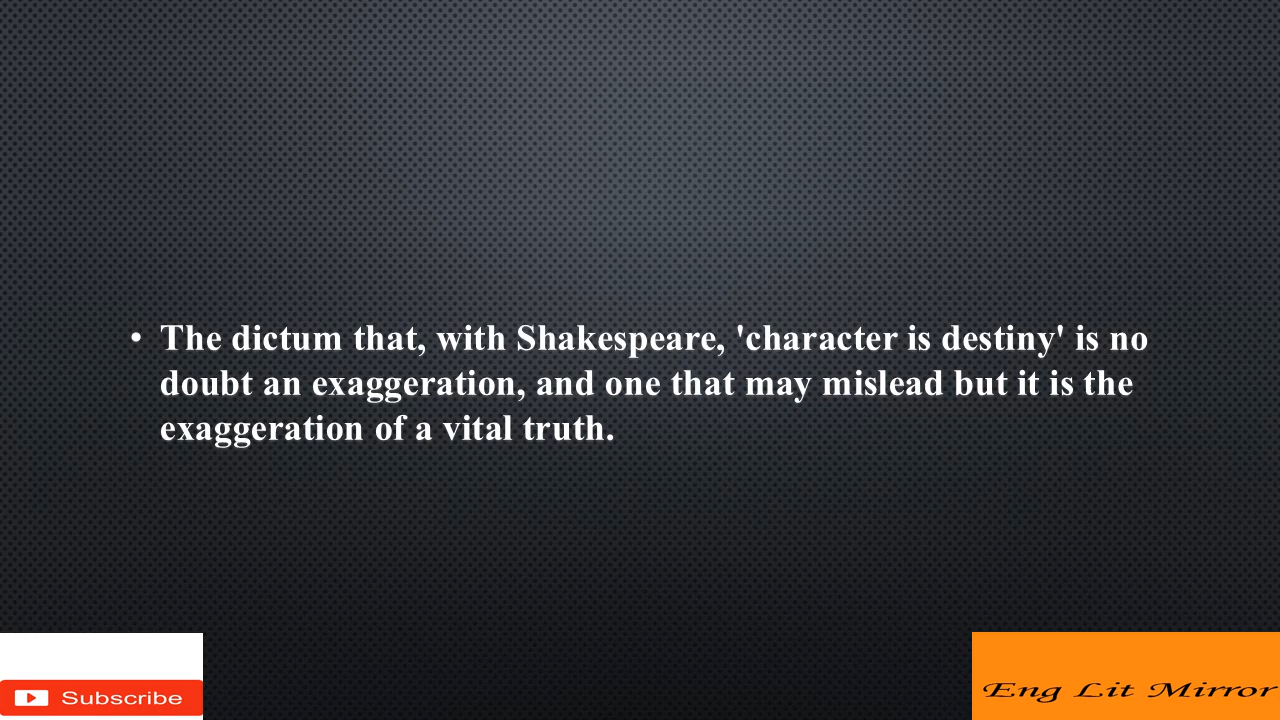 • The dictum that, with Shakespeare, 'character is destiny' is no
doubt an exaggeration, and one that may mislead but it is the
exaggeration of a vital truth.
Subscribe
Eng Lit Mirror